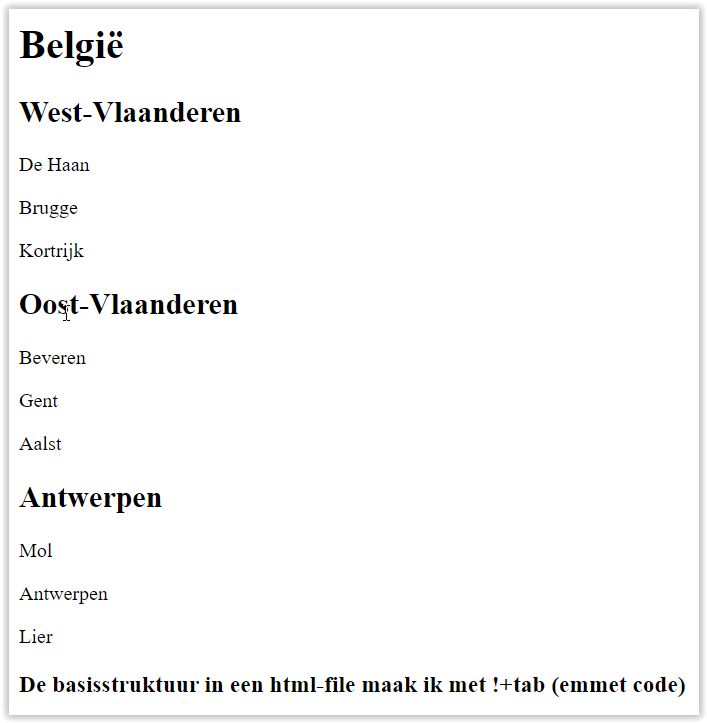 België
West-Vlaanderen
De Haan
Brugge
Kortrijk
Oost-Vlaanderen
Beveren
Gent
Aalst
Antwerpen
Mol
Antwerpen
Lier
De basisstruktuur in een html-file maak ik met !+tab (emmet code)